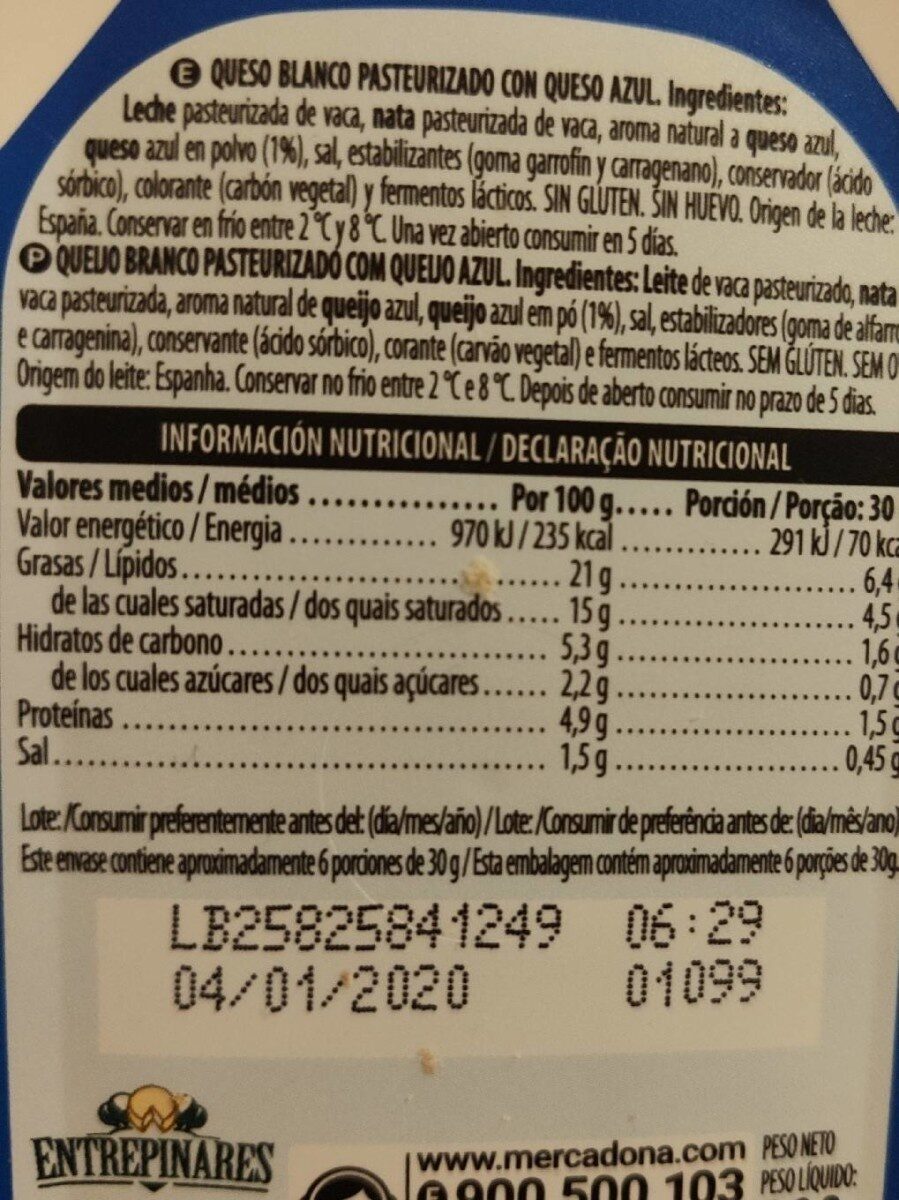 E QUESO BLANCO PASTEURIZADO CON QUESO AZUL. Ingredientes:
Leche pasteurizada de vaca, nata pasteurizada de vaca, aroma natural a queso azul,
queso azul en polvo (1%), sal, estabilizantes (goma garrofín y carragenano), conservador (ácido
sórbico), colorante (carbón vegetal) y fermentos lácticos. SIN GLUTEN. SIN HUEVO. Origen de la leche:
España. Conservar en frío entre 2 °C y 8 °C. Una vez abierto consumir en 5 días.
P QUEIJO BRANCO PASTEURIZADO COM QUEIJO AZUL. Ingredientes: Leite de vaca pasteurizado, nata
vaca pasteurizada, aroma natural de queijo azul, queijo azul em pó (1%), sal, estabilizadores (goma de alfarro
e carragenina), conservante (ácido sórbico), corante (carvão vegetal) e fermentos lácteos. SEM GLÚTEN. SEM O
Origem do leite: Espanha. Conservar no frio entre 2 °C e 8 °C. Depois de aberto consumir no prazo de 5 dias.
INFORMACIÓN NUTRICIONAL / DECLARAÇÃO NUTRICIONAL
Valores medios / médios ................. Por 100 g..... Porción / Porção: 30
Valor energético / Energia ............... 970 kJ / 235 kcal .............. 291 kJ / 70 kca
Grasas / Lípidos .............................. 21 g ....................... 6,4
de las cuales saturadas / dos quais saturados ..... 15 g ....................... 4,5
Hidratos de carbono ............................ 5,3 g ....................... 1,6 g
de los cuales azúcares / dos quais açúcares ...... 2,2 g ....................... 0,7 g
Proteínas ..................................... 4,9 g ....................... 1,5 g
Sal ........................................... 1,5 g ....................... 0,45 g
Lote: /Consumir preferentemente antes del: (día/mes/año) / Lote: /Consumir de preferência antes de: (dia/mês/ano)
Este envase contiene aproximadamente 6 porciones de 30 g / Esta embalagem contém aproximadamente 6 porções de 30g.
LB25825841249 06:29
04/01/2020 01099
ENTREPINARES
www.mercadona.com PESO NETO
900 500 103 PESO LÍQUIDO: